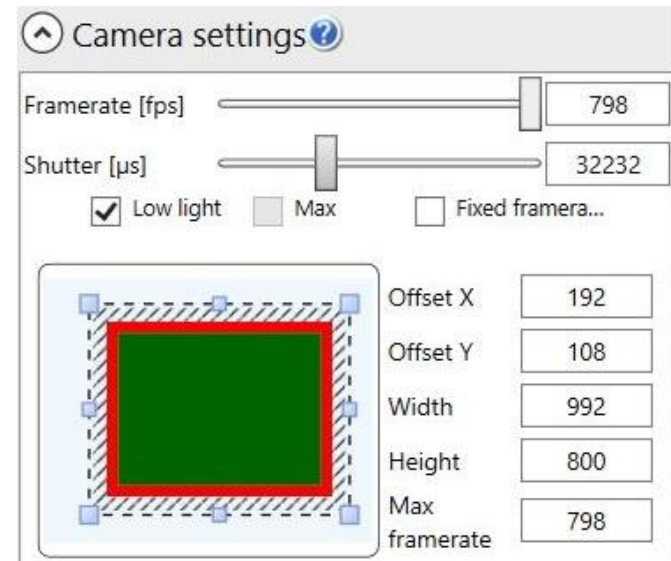 Camera settings?
Framerate [fps] 798
Shutter [µs] 32232
Low light Max Fixed framera...
Offset X 192
Offset Y 108
Width 992
Height 800
Max
framerate 798